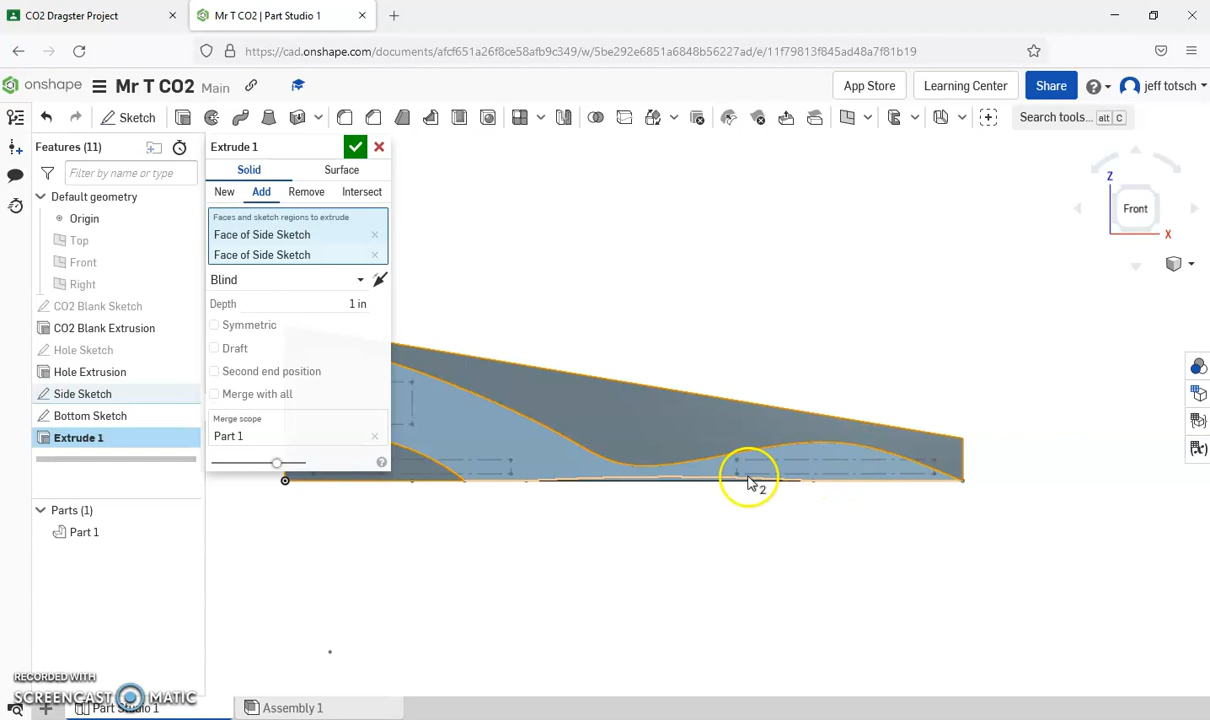 CO2 Dragster Project
Mr T CO2 | Part Studio 1
https://cad.onshape.com/documents/afcf651a26f8ce58afb9c349/w/5be292e6851a6848b56227ad/e/11f79813f845ad48a7f81b19
onshape
Mr T CO2 Main
App Store
Learning Center
Share
jeff totsch
Sketch
Search tools... alt C
Features (11)
Filter by name or type
Default geometry
Origin
Top
Front
Right
CO2 Blank Sketch
CO2 Blank Extrusion
Hole Sketch
Hole Extrusion
Side Sketch
Bottom Sketch
Extrude 1
Parts (1)
Part 1
Extrude 1
Solid Surface
New Add Remove Intersect
Faces and sketch regions to extrude
Face of Side Sketch
Face of Side Sketch
Blind
Depth 1 in
Symmetric
Draft
Second end position
Merge with all
Merge scope
Part 1
Z
Front
X
2
RECORDED WITH
SCREENCAST MATIC
Part Studio 1
Assembly 1